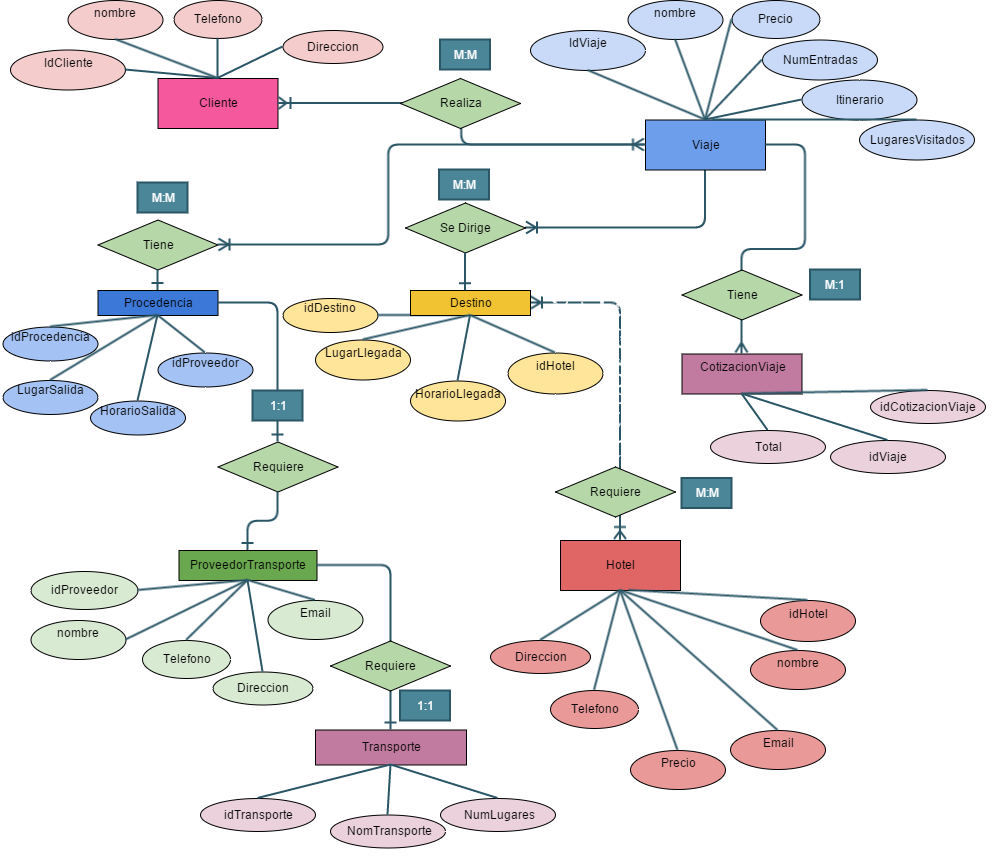 nombre
Telefono
Direccion
IdCliente
Cliente
M:M
Realiza
nombre
Precio
IdViaje
NumEntradas
Itinerario
LugaresVisitados
Viaje
M:M
Tiene
M:M
Se Dirige
Tiene
M:1
Procedencia
idProcedencia
LugarSalida
HorarioSalida
idProveedor
Destino
idDestino
LugarLlegada
HorarioLlegada
idHotel
CotizacionViaje
idCotizacionViaje
Total
idViaje
1:1
Requiere
Requiere
M:M
ProveedorTransporte
idProveedor
nombre
Telefono
Direccion
Email
Hotel
idHotel
nombre
Email
Precio
Telefono
Direccion
Requiere
1:1
Transporte
idTransporte
NomTransporte
NumLugares